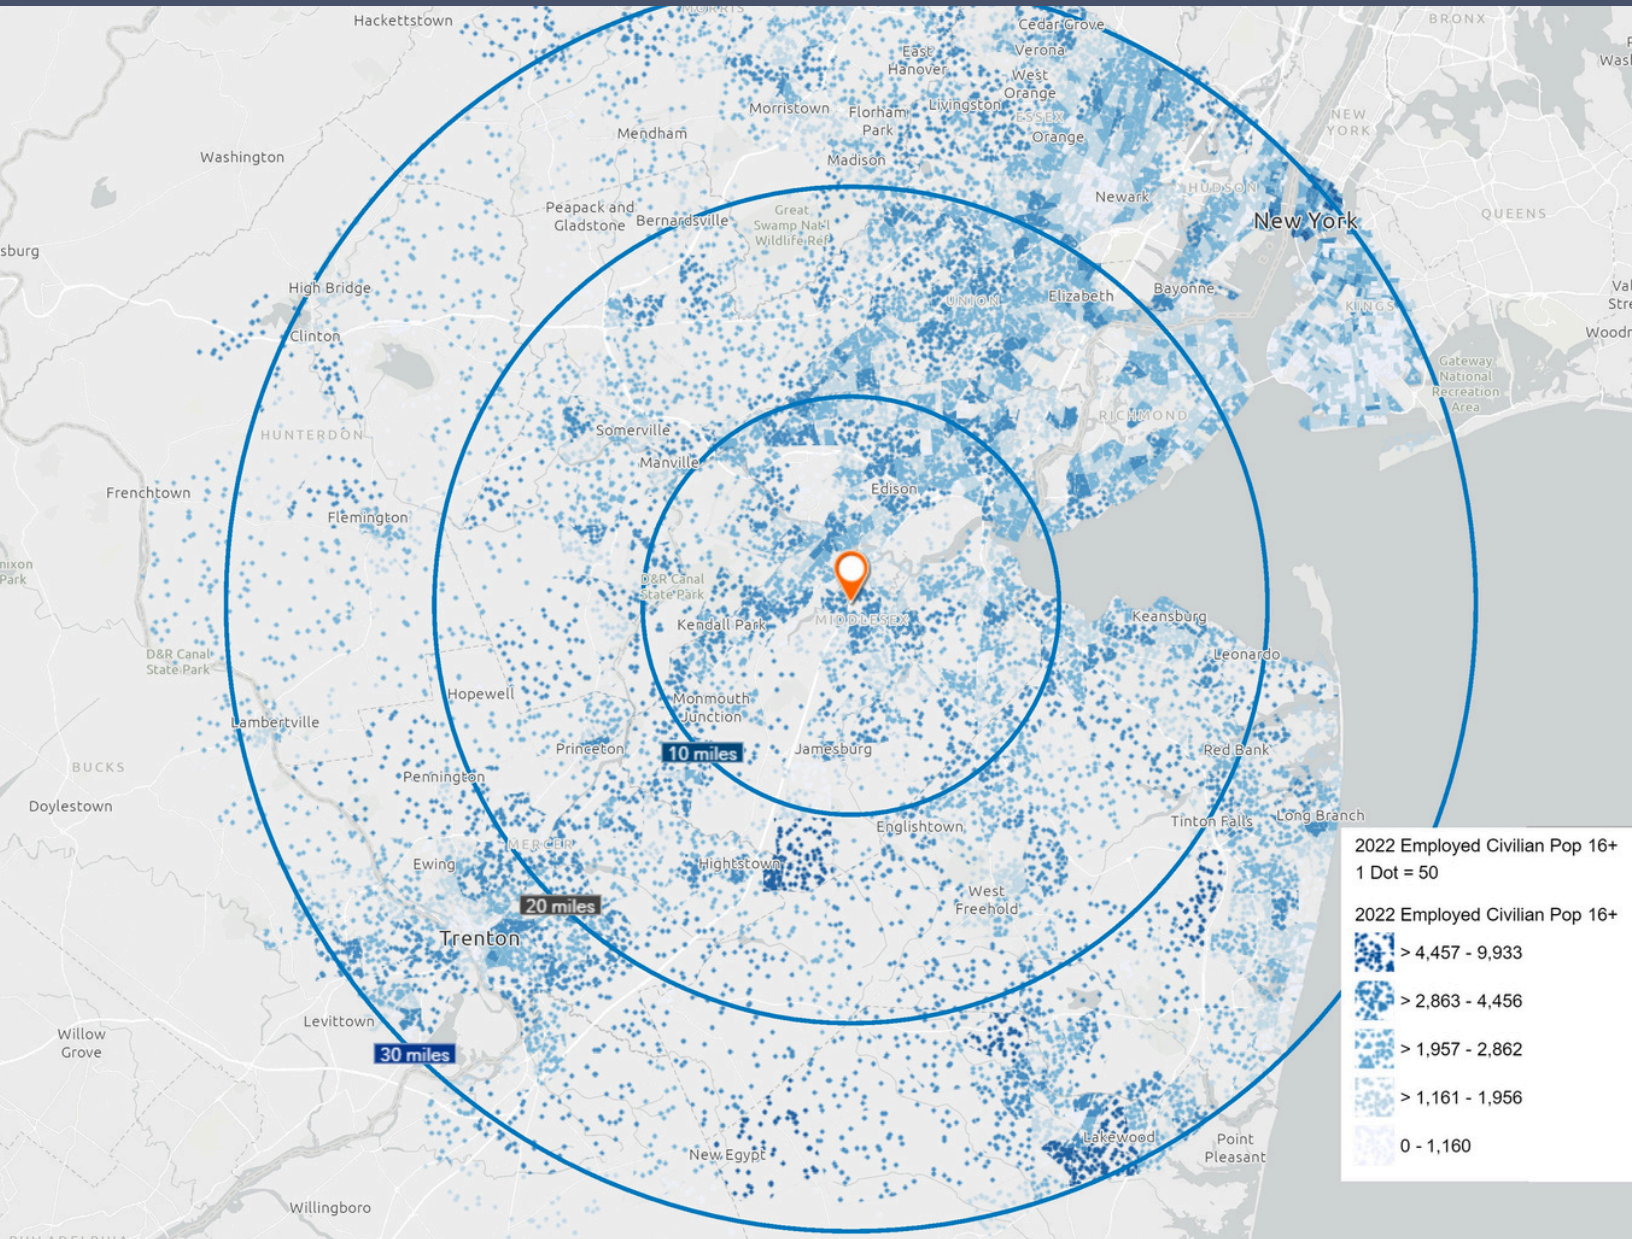 MORRIS
Hackettstown
Cedar Grove
BRONX
East
Hanover
Verona
West
Orange
Morristown
Florham
Park
Livingston
ESSEX
Orange
NEW
YORK
Mendham
Washington
Madison
Newark
HUDSON
Peapack and
Gladstone
Bernardsville
Great
Swamp Nat'l
Wildlife Ref
New York
QUEENS
sburg
High Bridge
UNION
Elizabeth
Bayonne
KINGS
Clinton
Gateway
National
Recreation
Area
RICHMOND
HUNTERDON
Somerville
Manville
Frenchtown
Edison
Flemington
Park
D&R Canal
State Park
Kendall Park
MIDDLESEX
Keansburg
D&R Canal
State Park
Leonardo
Hopewell
Monmouth
Junction
Lambertville
10 miles
Jamesburg
Princeton
Red Bank
BUCKS
Pennington
Doylestown
Englishtown
Tinton Falls
Long Branch
MERCER
Ewing
Hightstown
West
Freehold
20 miles
Trenton
Levittown
Willow
Grove
30 miles
Lakewood
Point
Pleasant
New Egypt
Willingboro
2022 Employed Civilian Pop 16+
1 Dot = 50
2022 Employed Civilian Pop 16+
> 4,457 - 9,933
> 2,863 - 4,456
> 1,957 - 2,862
> 1,161 - 1,956
0 - 1,160